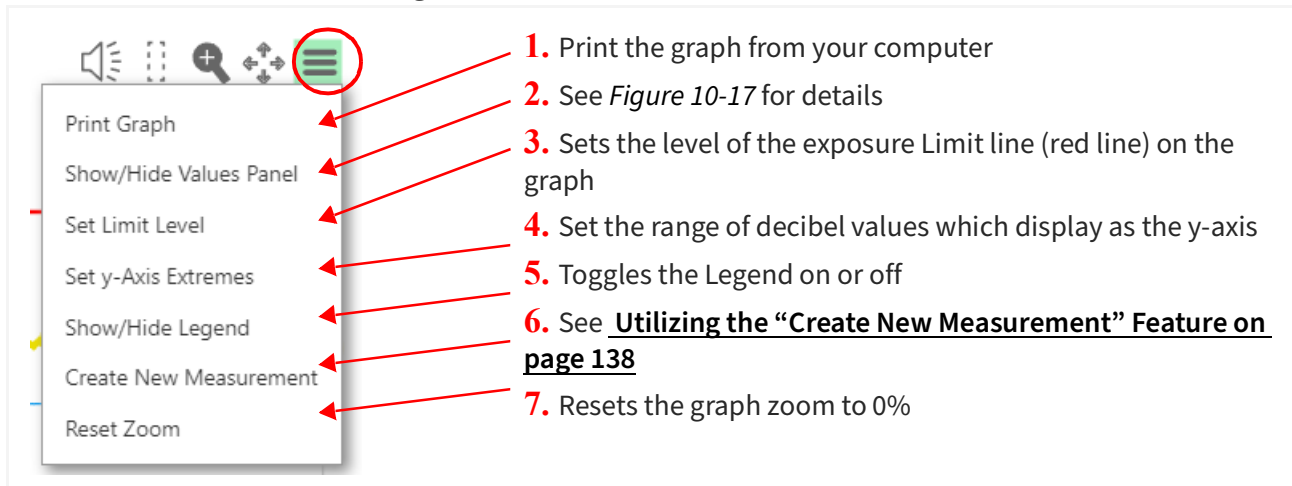 Print Graph
Show/Hide Values Panel
Set Limit Level
Set y-Axis Extremes
Show/Hide Legend
Create New Measurement
Reset Zoom
1. Print the graph from your computer
2. See Figure 10-17 for details
3. Sets the level of the exposure Limit line (red line) on the
graph
4. Set the range of decibel values which display as the y-axis
5. Toggles the Legend on or off
6. See Utilizing the “Create New Measurement” Feature on
page 138
7. Resets the graph zoom to 0%